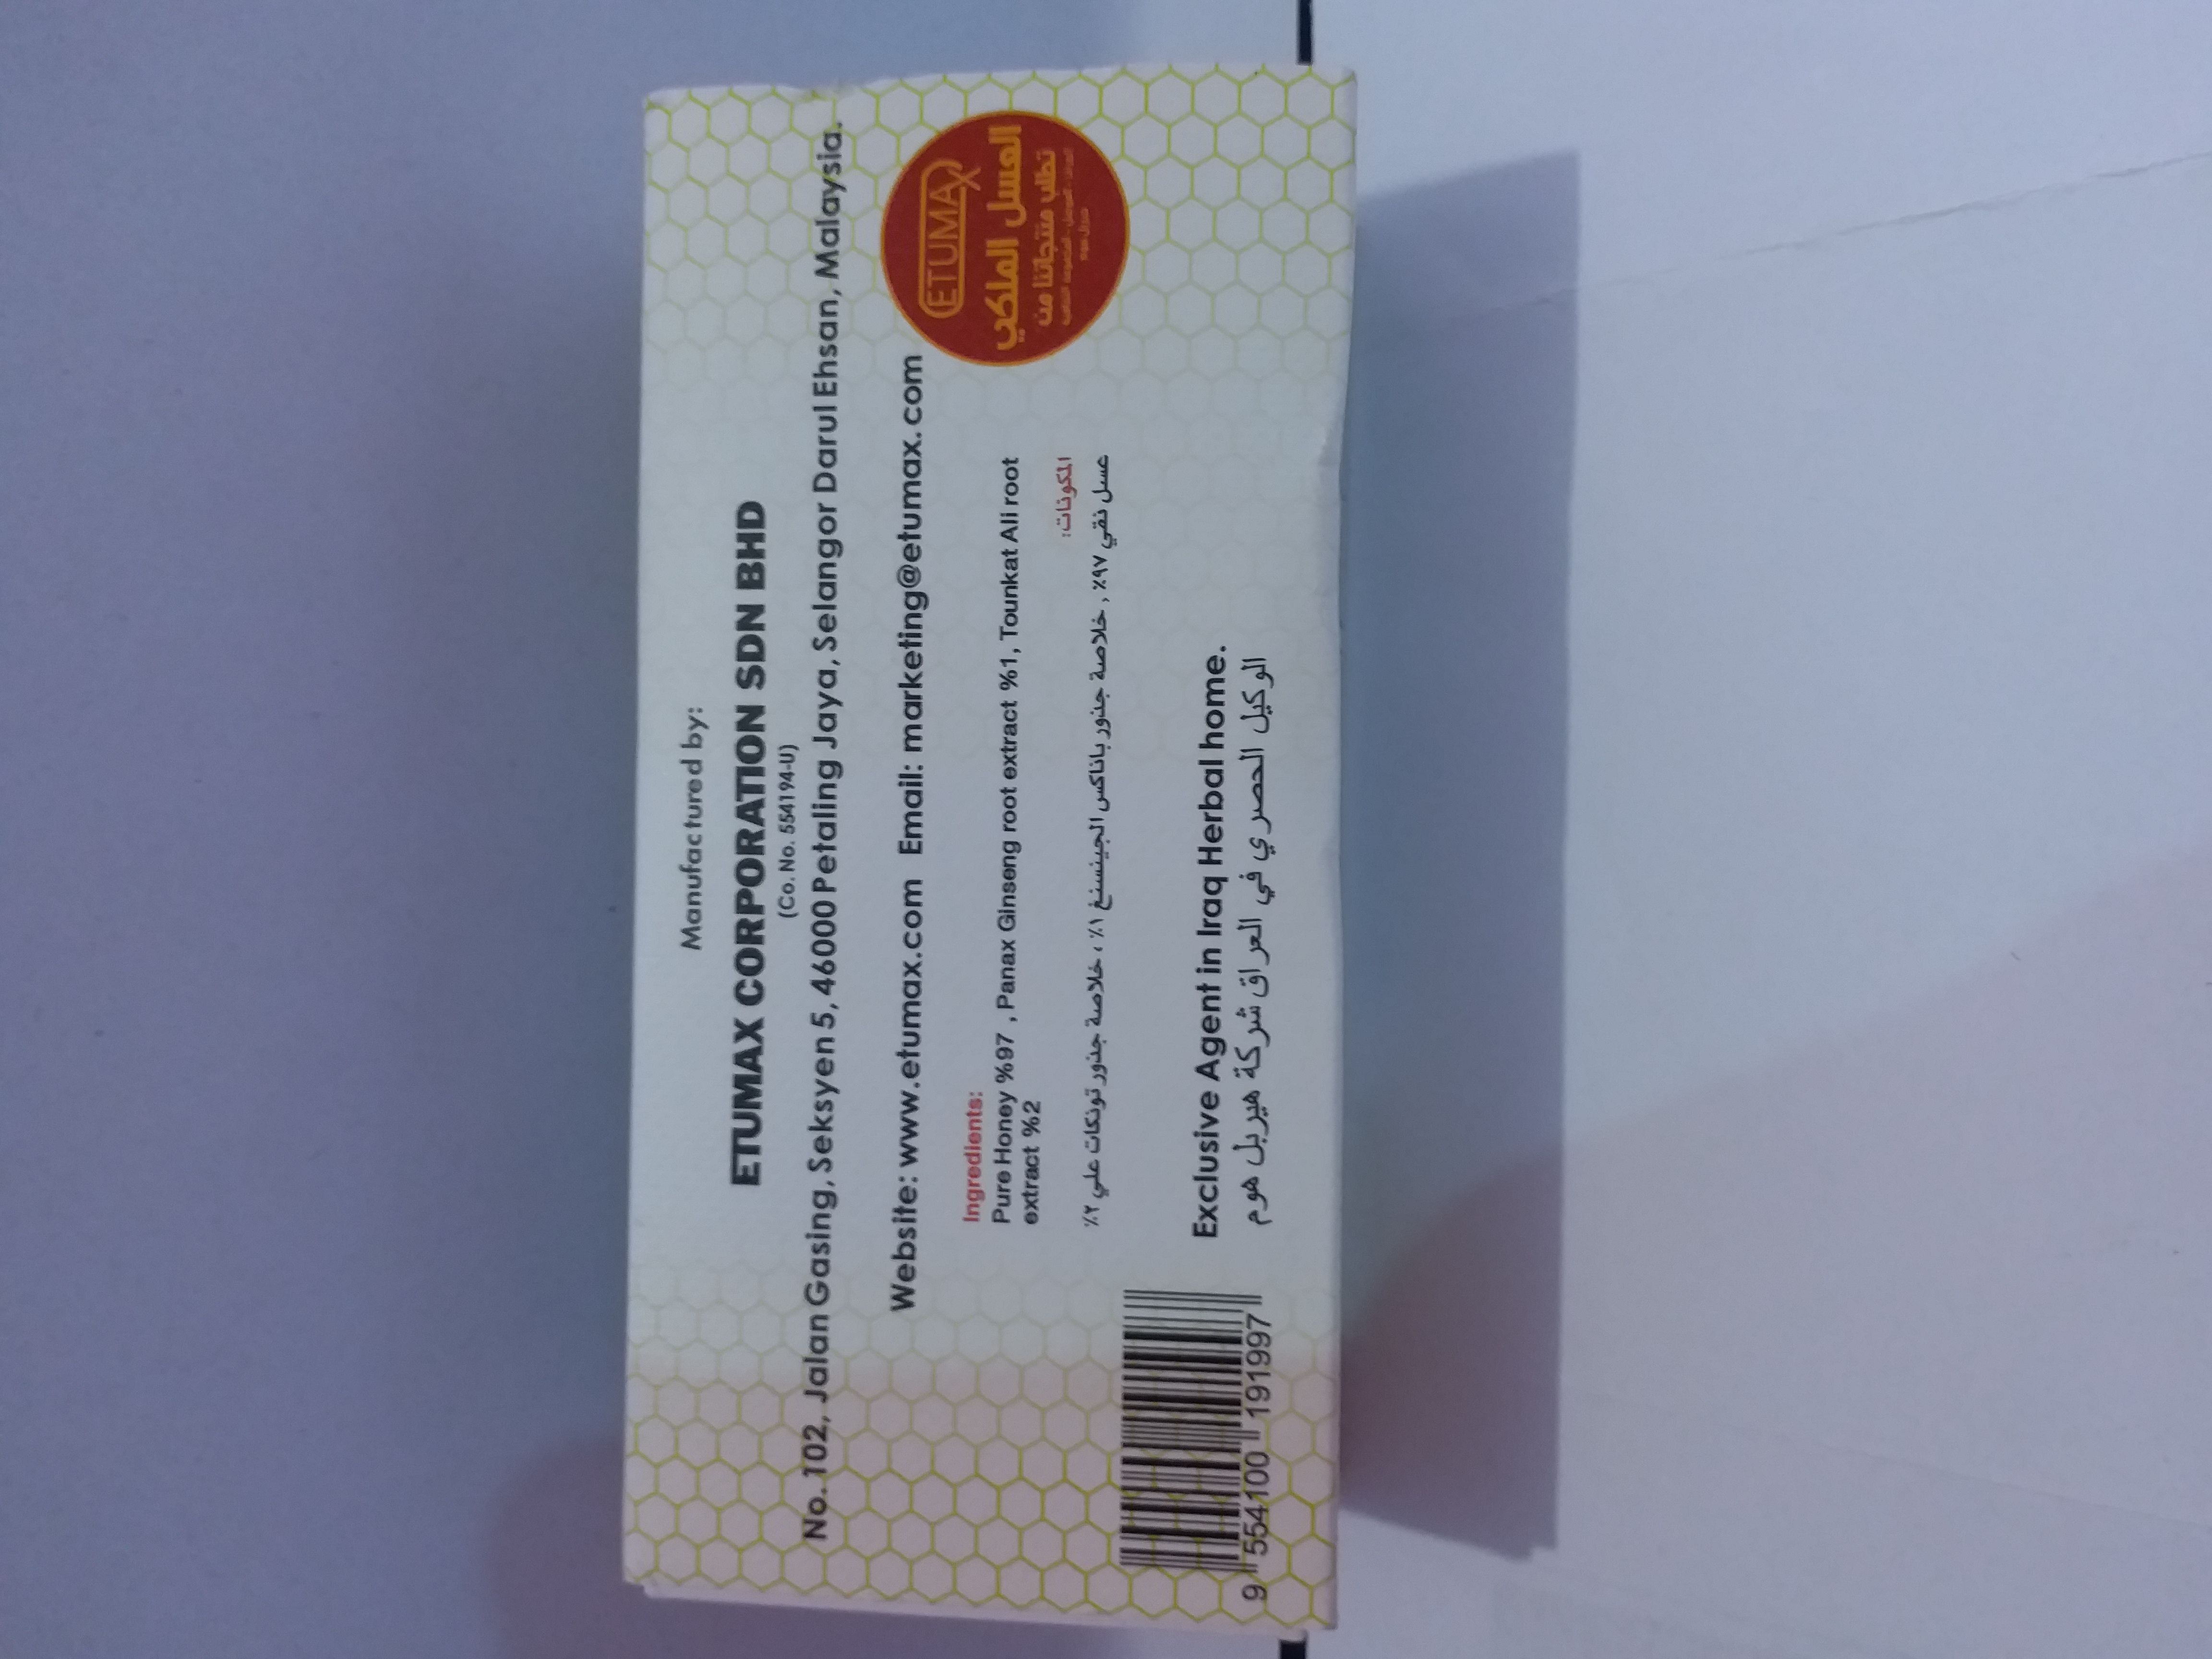 Manufactured by:
ETUMAX CORPORATION SDN BHD
(Co. No. 554194-U)
No. 102, Jalan Gasing, Seksyen 5, 46000 Petaling Jaya, Selangor Darul Ehsan, Malaysia.
Website: www.etumax.com Email: marketing@etumax.com
ETUMAX
العسل الملكي
تطلب منتجاتنا من
Ingredients:
Pure Honey %97 , Panax Ginseng root extract %1, Tounkat Ali root
extract %2
المكونات:
عسل نقي ٩٧٪ , خلاصة جذور باناكس الجينسنغ ١٪ ، خلاصة جذور تونكات علي ٢٪
Exclusive Agent in Iraq Herbal home.
الوكيل الحصري في العراق شركة هيربل هوم
9 554100 191997